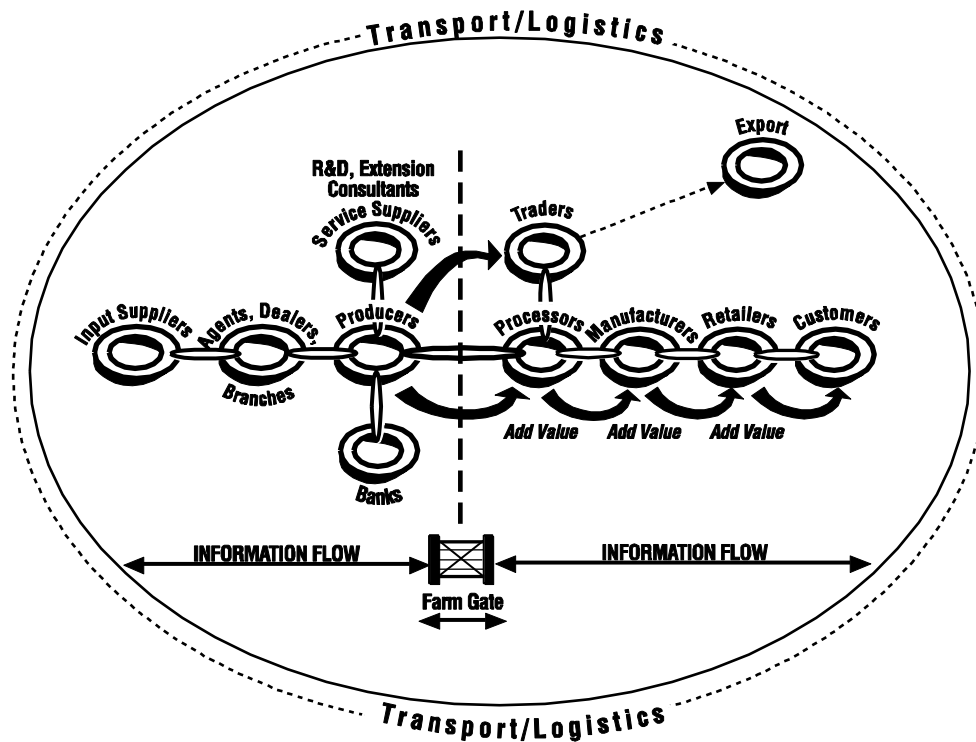 Transport/Logistics
Export
R&D, Extension
Consultants
Service Suppliers
Traders
Input Suppliers
Agents, Dealers,
Branches
Producers
Processors
Manufacturers
Retailers
Customers
Add Value
Add Value
Add Value
Banks
INFORMATION FLOW
INFORMATION FLOW
Farm Gate
Transport/Logistics